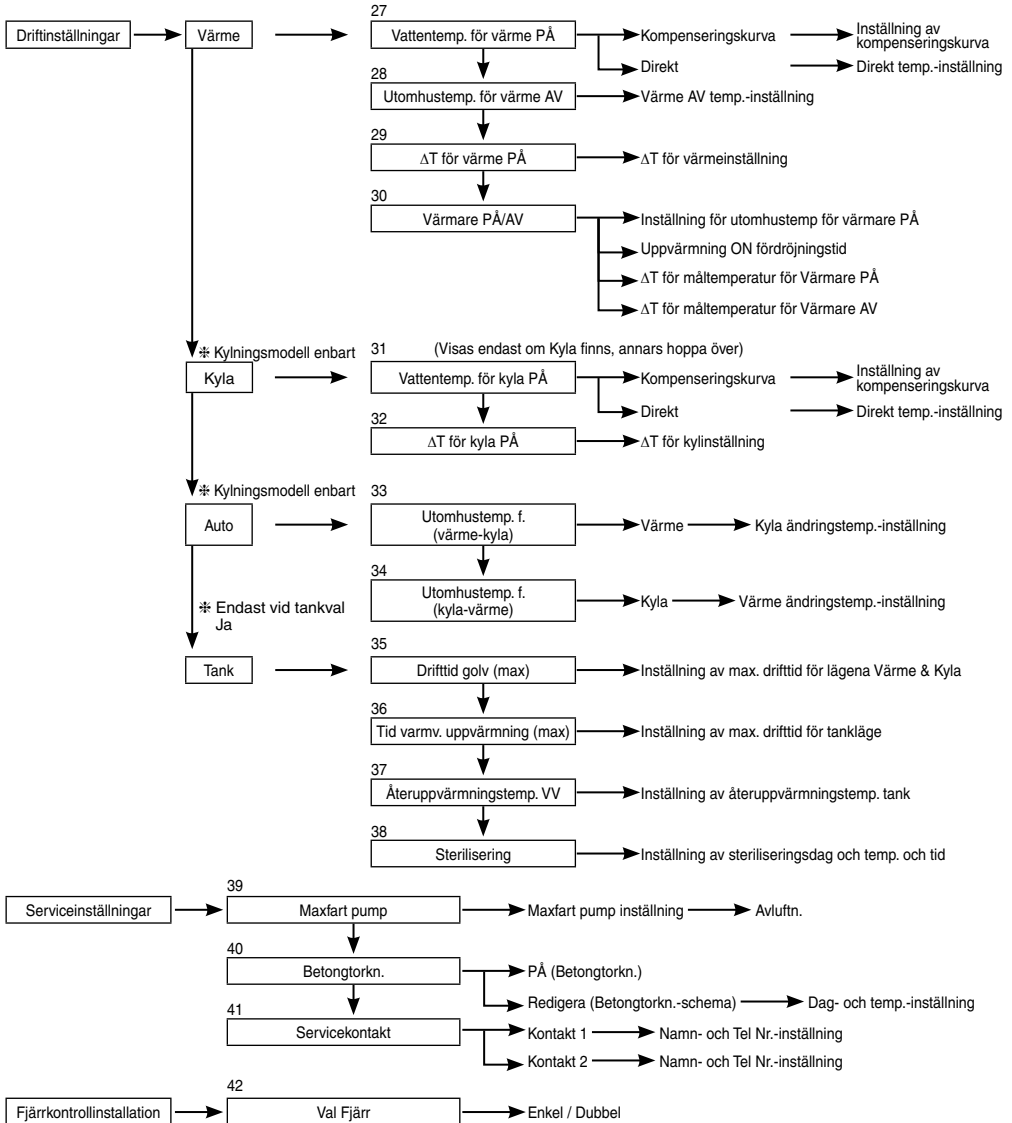 Driftinställningar
Värme
27
Vattentemp. för värme PÅ
Kompenseringskurva
Inställning av
kompenseringskurva
Direkt
Direkt temp.-inställning
28
Utomhustemp. för värme AV
Värme AV temp.-inställning
29
ΔT för värme PÅ
ΔT för värmeinställning
30
Värmare PÅ/AV
Inställning för utomhustemp för värmare PÅ
Uppvärmning ON fördröjningstid
ΔT för måltemperatur för Värmare PÅ
ΔT för måltemperatur för Värmare AV
❉ Kylningsmodell enbart
Kyla
31
(Visas endast om Kyla finns, annars hoppa över)
Vattentemp. för kyla PÅ
Kompenseringskurva
Inställning av
kompenseringskurva
Direkt
Direkt temp.-inställning
32
ΔT för kyla PÅ
ΔT för kylinställning
❉ Kylningsmodell enbart
Auto
33
Utomhustemp. f.
(värme-kyla)
Värme
Kyla ändringstemp.-inställning
34
Utomhustemp. f.
(kyla-värme)
Kyla
Värme ändringstemp.-inställning
❉ Endast vid tankval
Ja
Tank
35
Drifttid golv (max)
Inställning av max. drifttid för lägena Värme & Kyla
36
Tid varmv. uppvärmning (max)
Inställning av max. drifttid för tankläge
37
Återuppvärmningstemp. VV
Inställning av återuppvärmningstemp. tank
38
Sterilisering
Inställning av steriliseringsdag och temp. och tid
Serviceinställningar
39
Maxfart pump
Maxfart pump inställning
Avluftn.
40
Betongtorkn.
PÅ (Betongtorkn.)
Redigera (Betongtorkn.-schema)
Dag- och temp.-inställning
41
Servicekontakt
Kontakt 1
Namn- och Tel Nr.-inställning
Kontakt 2
Namn- och Tel Nr.-inställning
Fjärrkontrollinstallation
42
Val Fjärr
Enkel / Dubbel